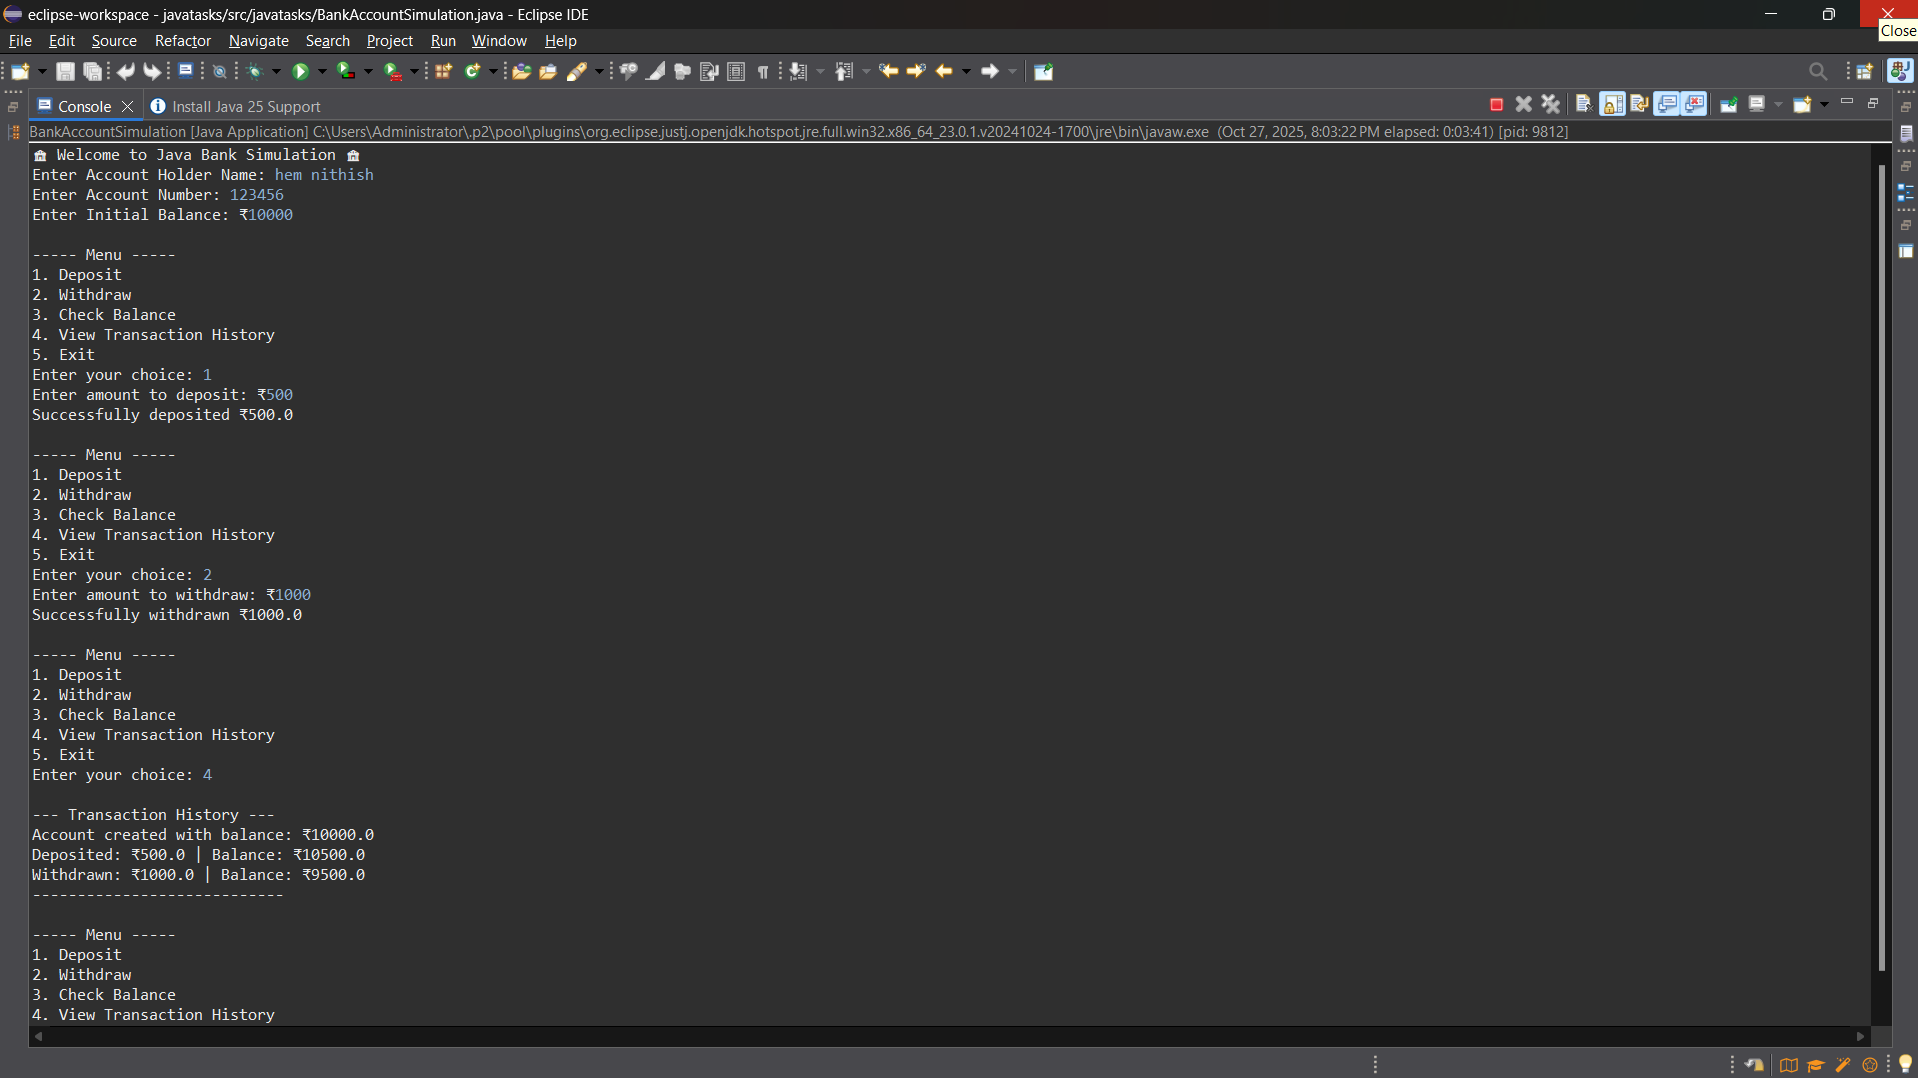 eclipse-workspace - javatasks/src/javatasks/BankAccountSimulation.java - Eclipse IDE
Close
File Edit Source Refactor Navigate Search Project Run Window Help
Console Install Java 25 Support
BankAccountSimulation [Java Application] C:\Users\Administrator\.p2\pool\plugins\org.eclipse.justj.openjdk.hotspot.jre.full.win32.x86_64_23.0.1.v20241024-1700\jre\bin\javaw.exe (Oct 27, 2025, 8:03:22 PM elapsed: 0:03:41) [pid: 9812]
🏦 Welcome to Java Bank Simulation 🏦
Enter Account Holder Name: hem nithish
Enter Account Number: 123456
Enter Initial Balance: ₹10000
----- Menu -----
1. Deposit
2. Withdraw
3. Check Balance
4. View Transaction History
5. Exit
Enter your choice: 1
Enter amount to deposit: ₹500
Successfully deposited ₹500.0
----- Menu -----
1. Deposit
2. Withdraw
3. Check Balance
4. View Transaction History
5. Exit
Enter your choice: 2
Enter amount to withdraw: ₹1000
Successfully withdrawn ₹1000.0
----- Menu -----
1. Deposit
2. Withdraw
3. Check Balance
4. View Transaction History
5. Exit
Enter your choice: 4
--- Transaction History ---
Account created with balance: ₹10000.0
Deposited: ₹500.0 | Balance: ₹10500.0
Withdrawn: ₹1000.0 | Balance: ₹9500.0
----------------------------
----- Menu -----
1. Deposit
2. Withdraw
3. Check Balance
4. View Transaction History